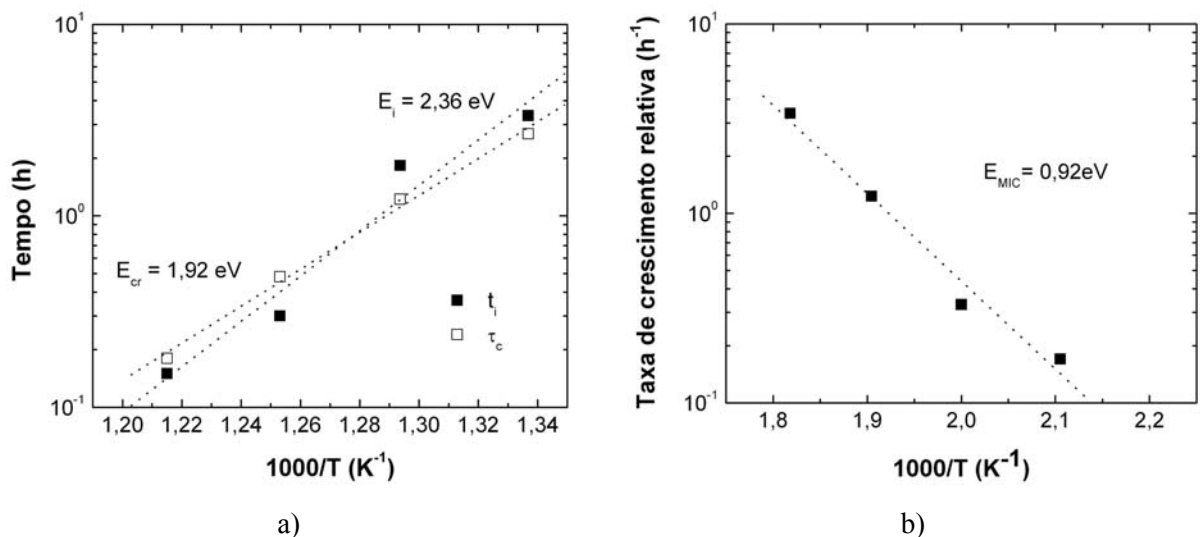 10¹
10⁰
10⁻¹
Tempo (h)
E_i = 2,36 eV
E_cr = 1,92 eV
t_i
τ_c
1,20 1,22 1,24 1,26 1,28 1,30 1,32 1,34
1000/T (K⁻¹)
a)
10¹
10⁰
10⁻¹
Taxa de crescimento relativa (h⁻¹)
E_MIC = 0,92eV
1,8 1,9 2,0 2,1 2,2
1000/T (K⁻¹)
b)